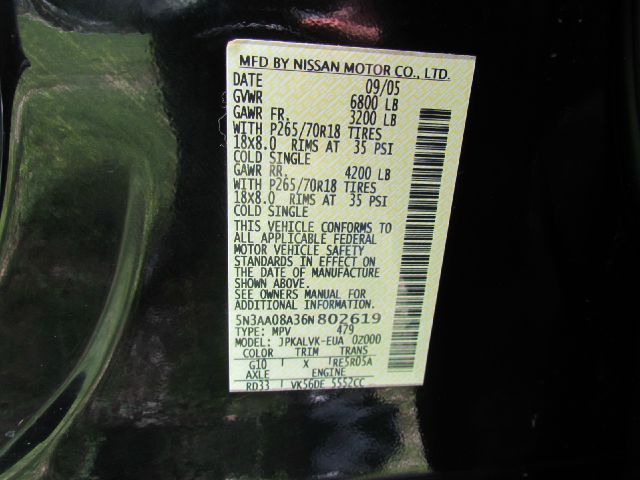 MFD BY NISSAN MOTOR CO., LTD.
DATE 09/05
GVWR 6800 LB
GAWR FR. 3200 LB
WITH P265/70R18 TIRES
18X8.0 RIMS AT 35 PSI
COLD SINGLE
GAWR RR. 4200 LB
WITH P265/70R18 TIRES
18X8.0 RIMS AT 35 PSI
COLD SINGLE
THIS VEHICLE CONFORMS TO
ALL APPLICABLE FEDERAL
MOTOR VEHICLE SAFETY
STANDARDS IN EFFECT ON
THE DATE OF MANUFACTURE
SHOWN ABOVE.
SEE OWNERS MANUAL FOR
ADDITIONAL INFORMATION.
5N3AA08A36N802619
TYPE: MPV 479
MODEL: JPKALVK-EUA 0Z000
COLOR TRIM TRANS
G10 X RE5R05A
AXLE ENGINE
RD33 VK56DE 5552CC